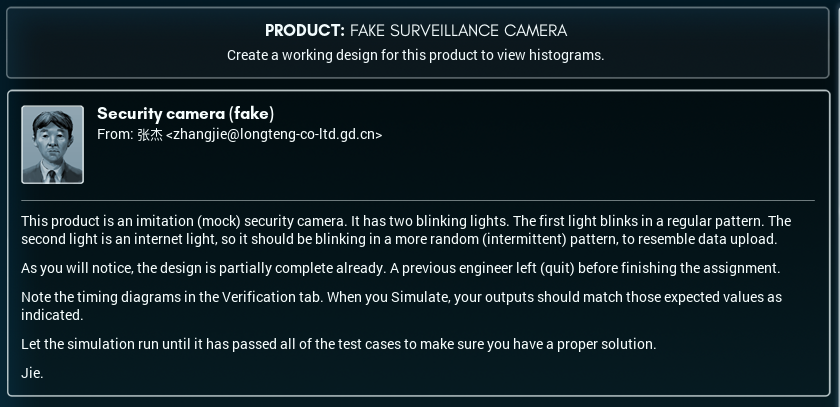 PRODUCT: FAKE SURVEILLANCE CAMERA
Create a working design for this product to view histograms.
Security camera (fake)
From: 张杰 <zhangjie@longteng-co-ltd.gd.cn>
This product is an imitation (mock) security camera. It has two blinking lights. The first light blinks in a regular pattern. The
second light is an internet light, so it should be blinking in a more random (intermittent) pattern, to resemble data upload.
As you will notice, the design is partially complete already. A previous engineer left (quit) before finishing the assignment.
Note the timing diagrams in the Verification tab. When you Simulate, your outputs should match those expected values as
indicated.
Let the simulation run until it has passed all of the test cases to make sure you have a proper solution.
Jie.